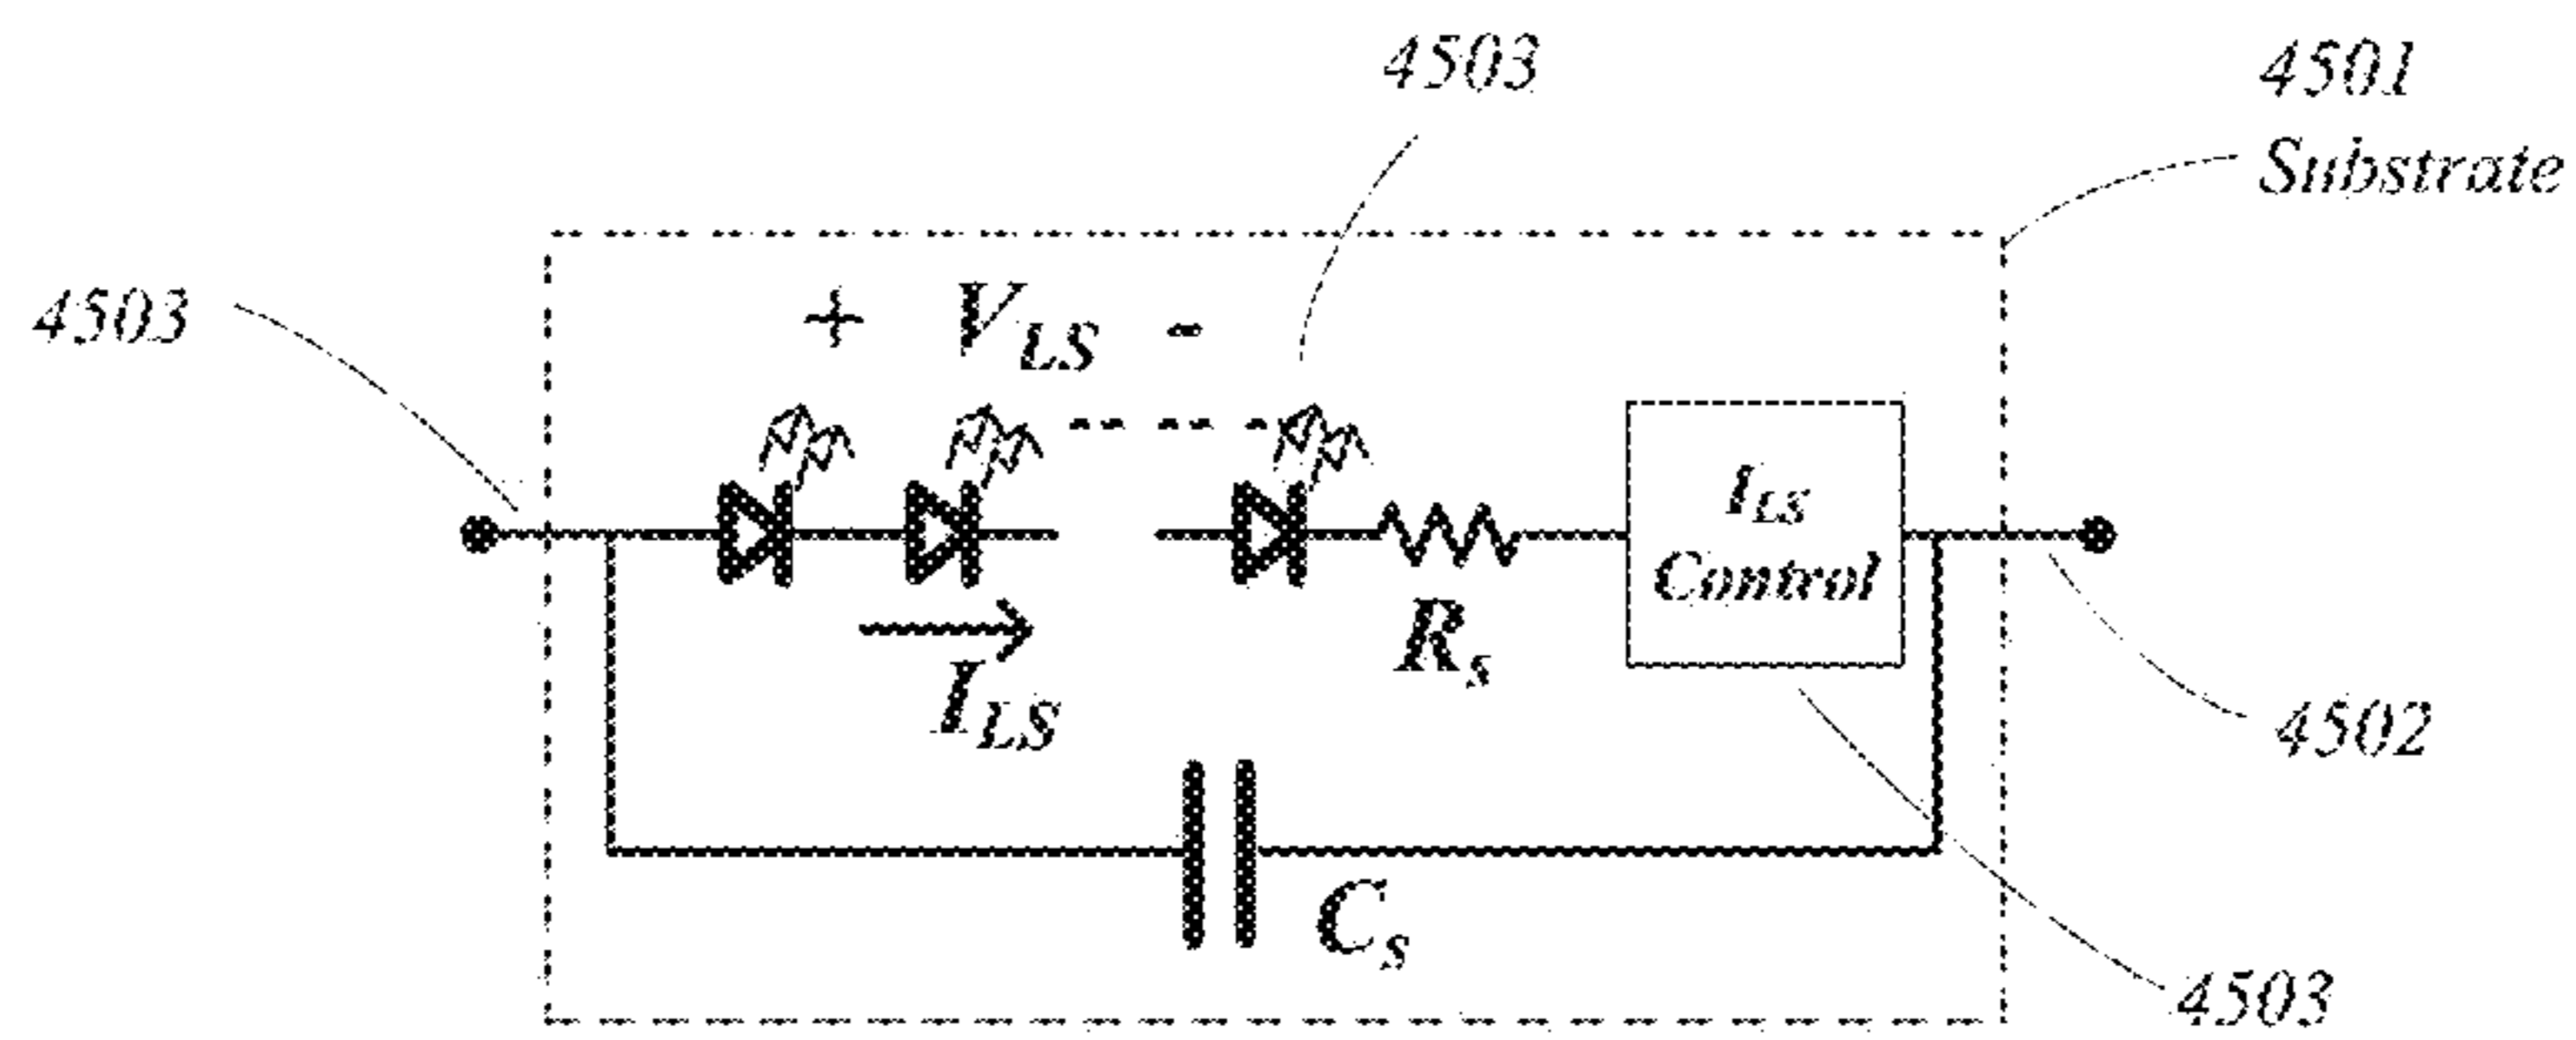 4503
4501
Substrate
4503
+ V_LS -
I_LS
Control
R_s
I_LS
4502
C_s
4503